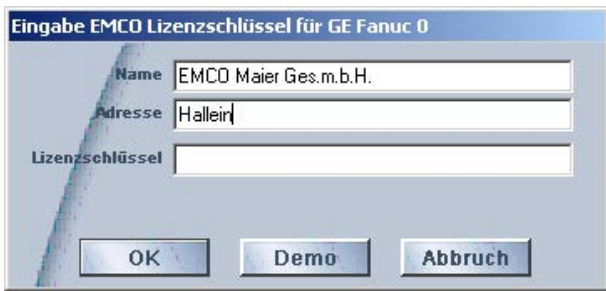 Eingabe EMCO Lizenzschlüssel für GE Fanuc 0
Name EMCO Maier Ges.m.b.H.
Adresse Hallein
Lizenzschlüssel
OK Demo Abbruch